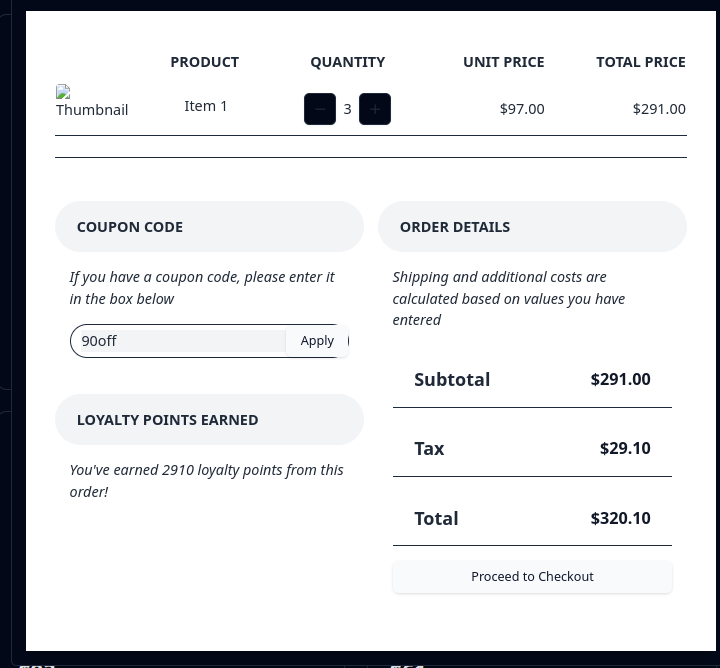 PRODUCT QUANTITY UNIT PRICE TOTAL PRICE
Thumbnail Item 1 − 3 + $97.00 $291.00
COUPON CODE
If you have a coupon code, please enter it
in the box below
90off Apply
LOYALTY POINTS EARNED
You've earned 2910 loyalty points from this
order!
ORDER DETAILS
Shipping and additional costs are
calculated based on values you have
entered
Subtotal $291.00
Tax $29.10
Total $320.10
Proceed to Checkout